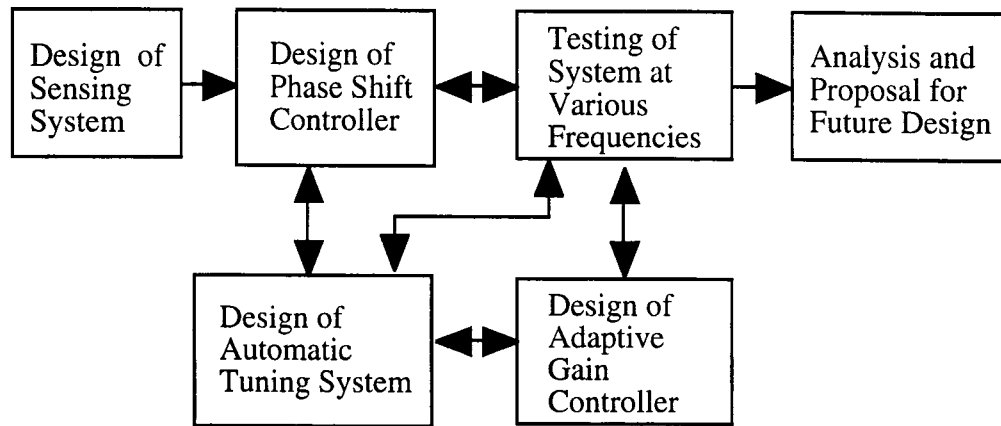 Design of
Sensing
System
Design of
Phase Shift
Controller
Testing of
System at
Various
Frequencies
Analysis and
Proposal for
Future Design
Design of
Automatic
Tuning System
Design of
Adaptive
Gain
Controller